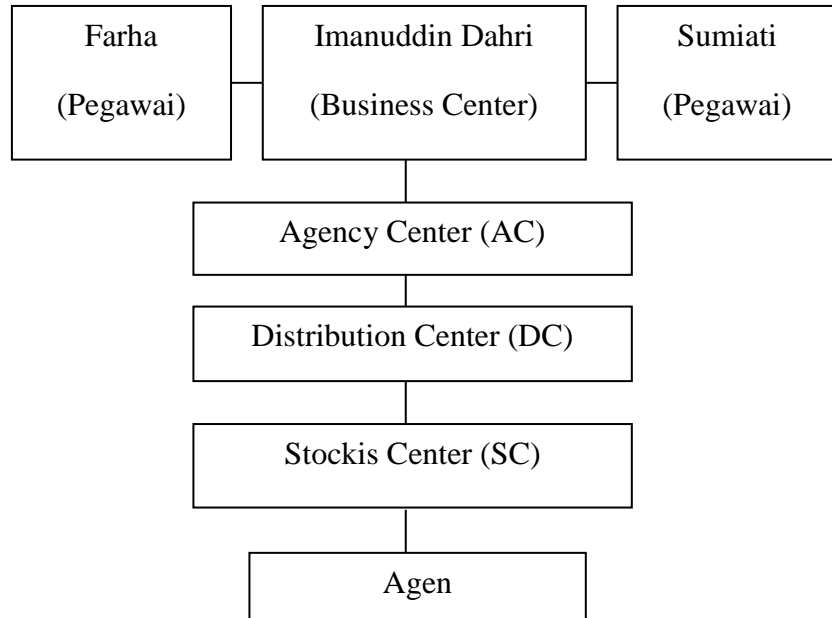 Farha
(Pegawai)
Imanuddin Dahri
(Business Center)
Sumiati
(Pegawai)
Agency Center (AC)
Distribution Center (DC)
Stockis Center (SC)
Agen